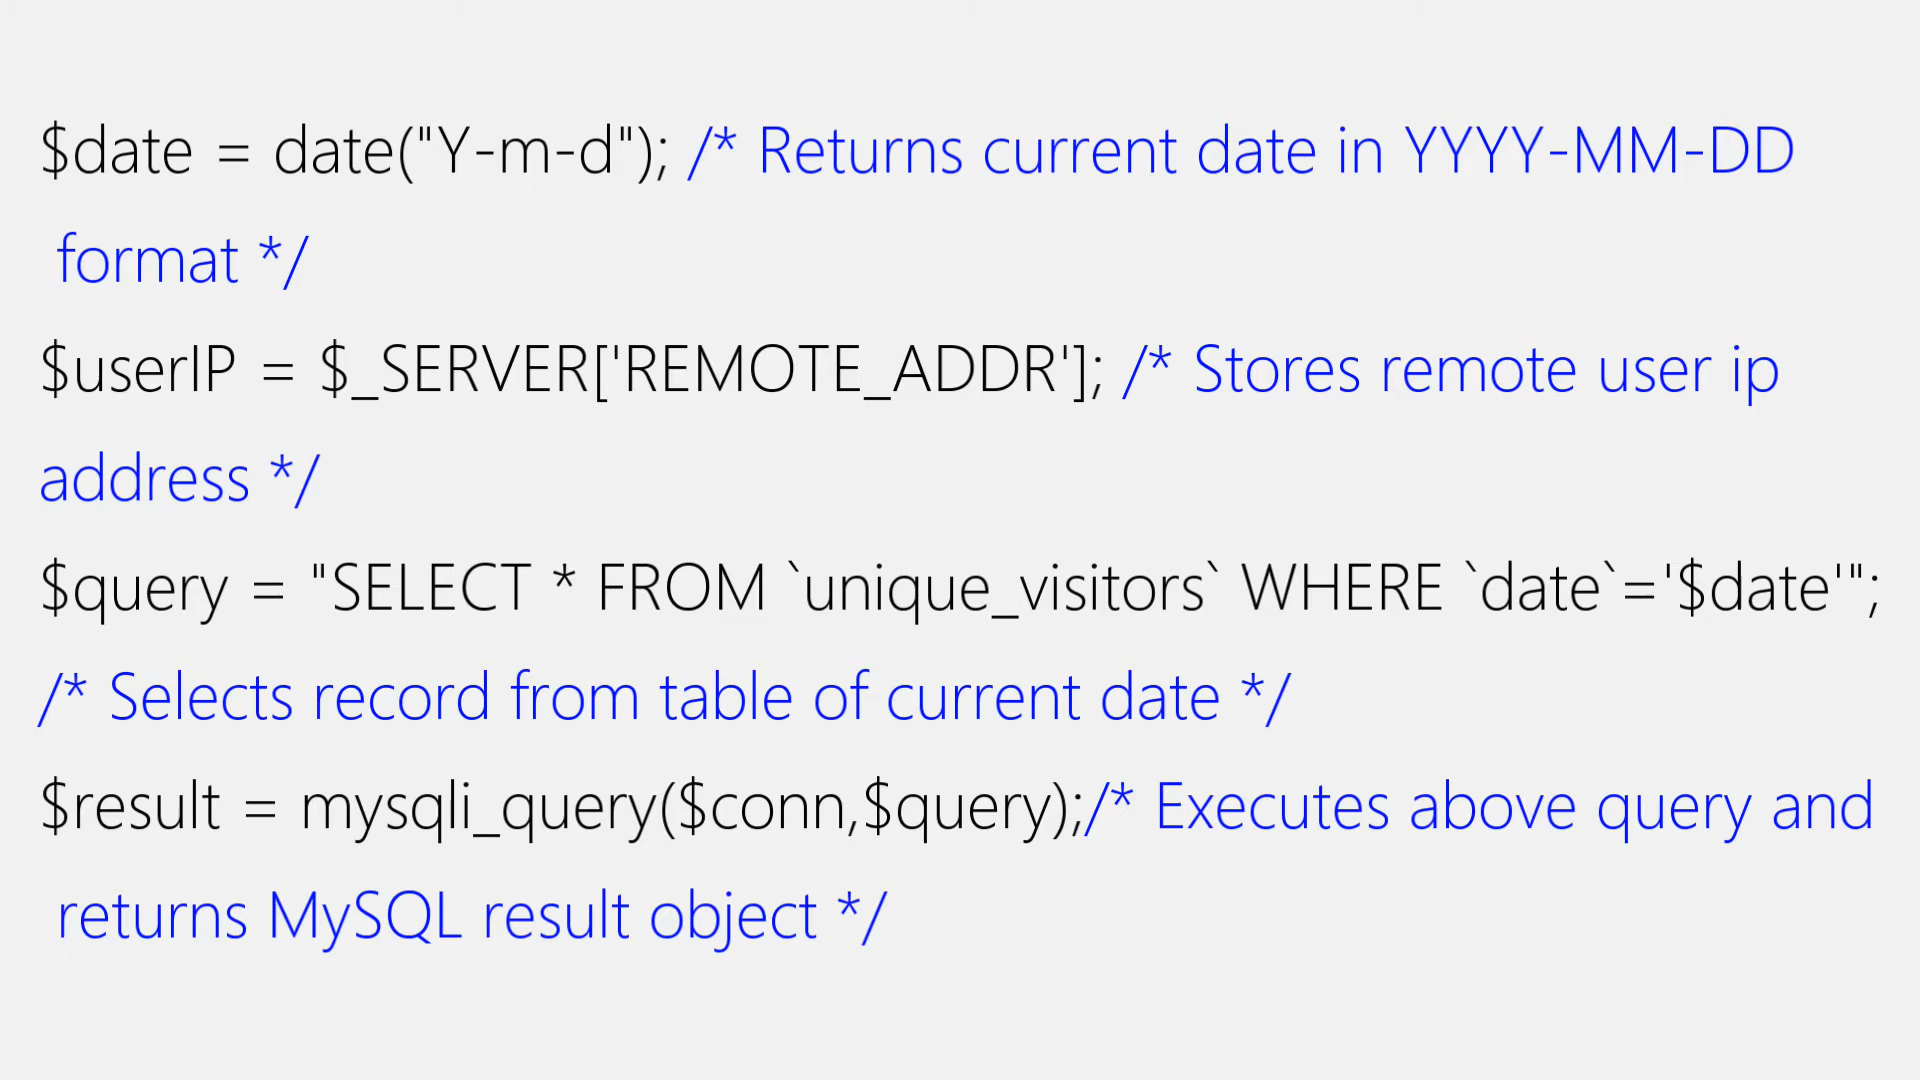 $date = date("Y-m-d"); /* Returns current date in YYYY-MM-DD
format */
$userIP = $_SERVER['REMOTE_ADDR']; /* Stores remote user ip
address */
$query = "SELECT * FROM `unique_visitors` WHERE `date`='$date'";
/* Selects record from table of current date */
$result = mysqli_query($conn,$query);/* Executes above query and
returns MySQL result object */